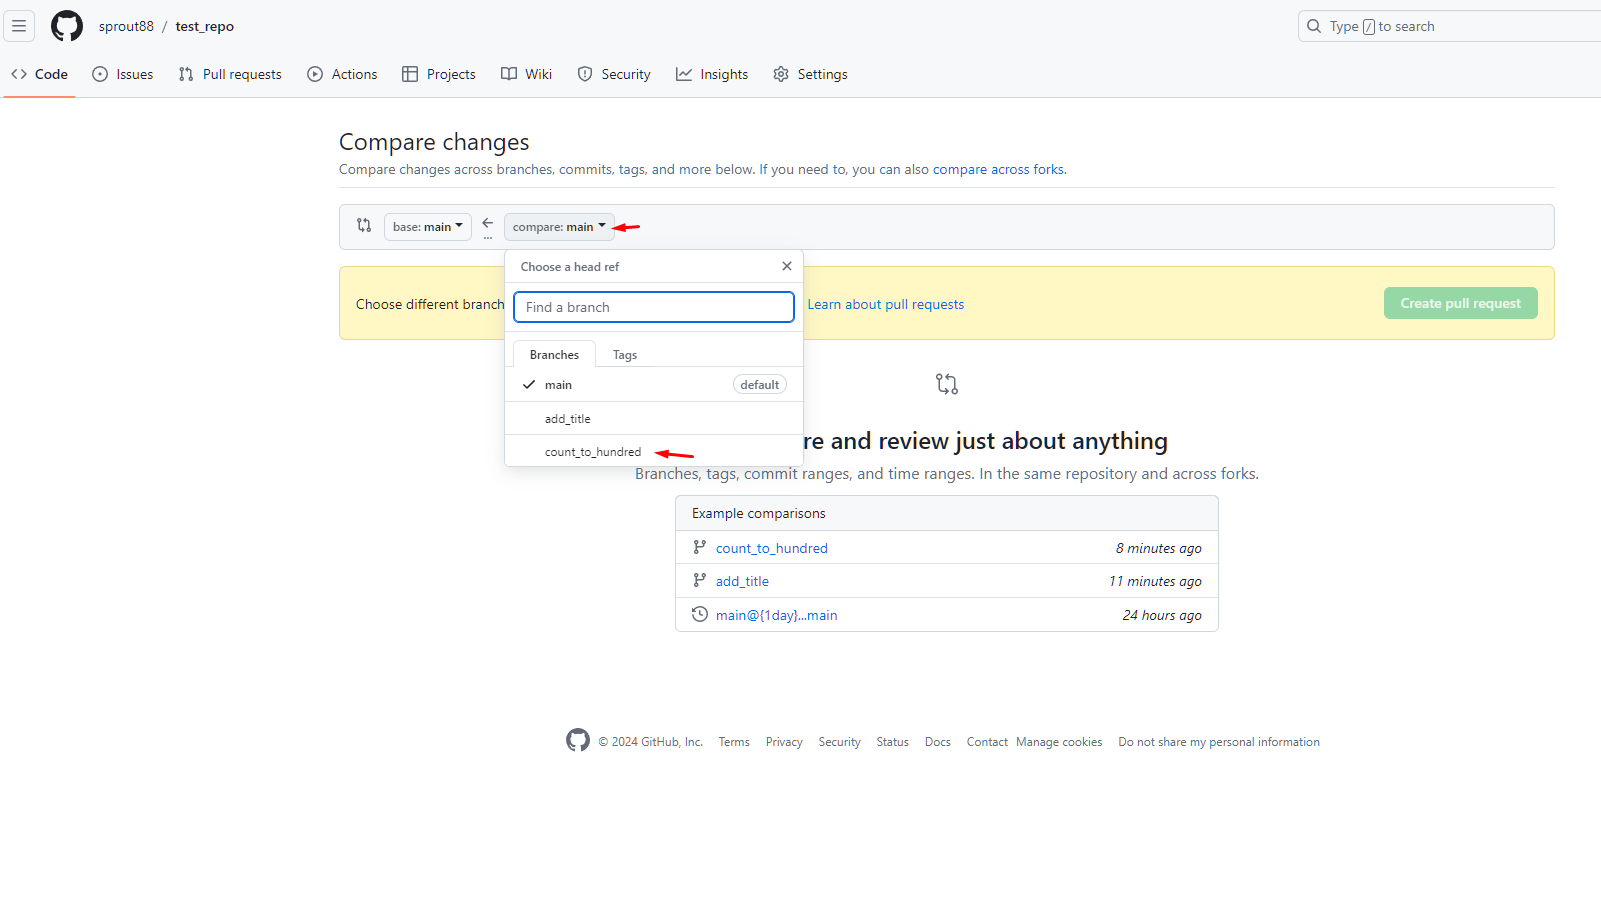 sprout88 / test_repo
Type / to search
Code Issues Pull requests Actions Projects Wiki Security Insights Settings
Compare changes
Compare changes across branches, commits, tags, and more below. If you need to, you can also compare across forks.
base: main ← compare: main
...
Choose a head ref
Choose different branch
Find a branch
Learn about pull requests
Create pull request
Branches Tags
main default
add_title
count_to_hundred
re and review just about anything
Branches, tags, commit ranges, and time ranges. In the same repository and across forks.
Example comparisons
count_to_hundred 8 minutes ago
add_title 11 minutes ago
main@{1day}...main 24 hours ago
© 2024 GitHub, Inc. Terms Privacy Security Status Docs Contact Manage cookies Do not share my personal information